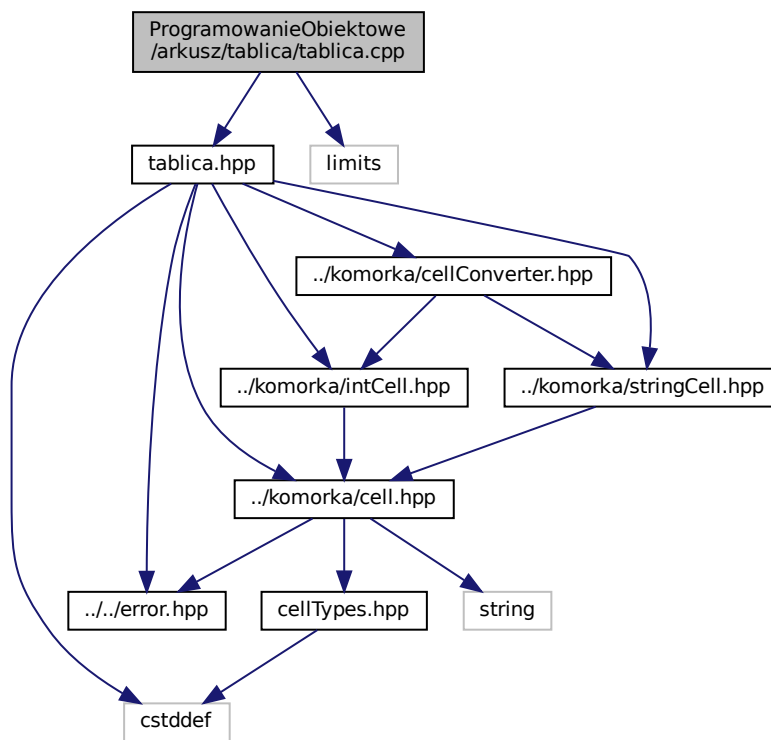 ProgramowanieObiektowe
/arkusz/tablica/tablica.cpp
tablica.hpp
limits
../komorka/cellConverter.hpp
../komorka/intCell.hpp
../komorka/stringCell.hpp
../komorka/cell.hpp
../../error.hpp
cellTypes.hpp
string
cstddef